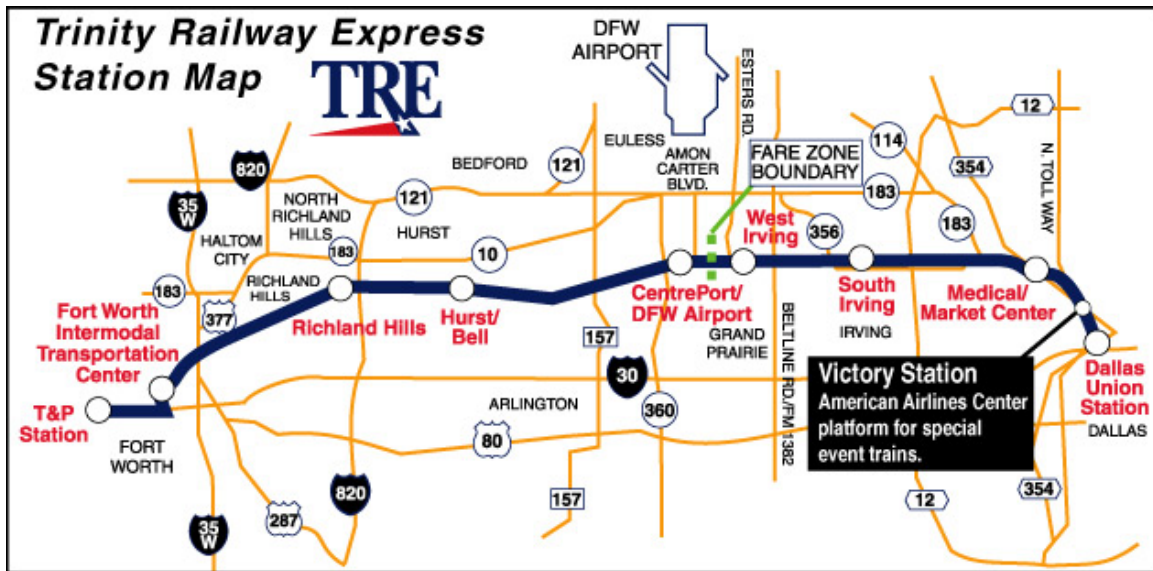 Trinity Railway Express
Station Map
TRE
DFW
AIRPORT
ESTERS RD.
N. TOLL WAY
12
820
35
W
BEDFORD
121
EULESS
AMON
CARTER
BLVD.
FARE ZONE
BOUNDARY
114
354
183
NORTH
RICHLAND
HILLS
121
HURST
HALTOM
CITY
183
10
West
Irving
356
183
183
RICHLAND
HILLS
377
Fort Worth
Intermodal
Transportation
Center
Richland Hills
Hurst/
Bell
CentrePort/
DFW Airport
South
Irving
Medical/
Market Center
157
GRAND
PRAIRIE
IRVING
BELTLINE RD./FM 1382
30
Victory Station
American Airlines Center
platform for special
event trains.
Dallas
Union
Station
DALLAS
T&P
Station
FORT
WORTH
ARLINGTON
360
80
820
157
12
354
287
35
W